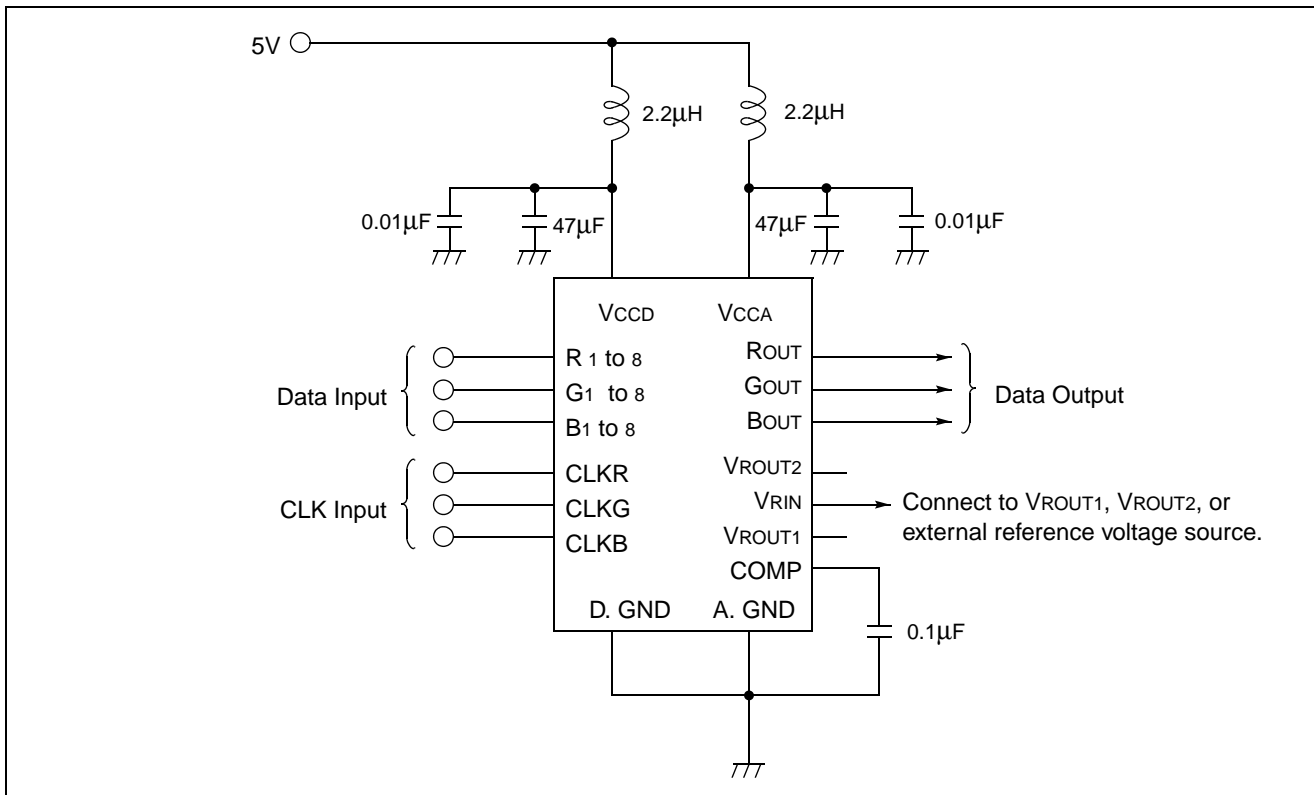 5V
2.2μH
2.2μH
0.01μF
47μF
47μF
0.01μF
VCCD
VCCA
Data Input
R 1 to 8
G1 to 8
B1 to 8
ROUT
GOUT
BOUT
Data Output
CLK Input
CLKR
CLKG
CLKB
VROUT2
VRIN
VROUT1
COMP
Connect to VROUT1, VROUT2, or
external reference voltage source.
D. GND
A. GND
0.1μF